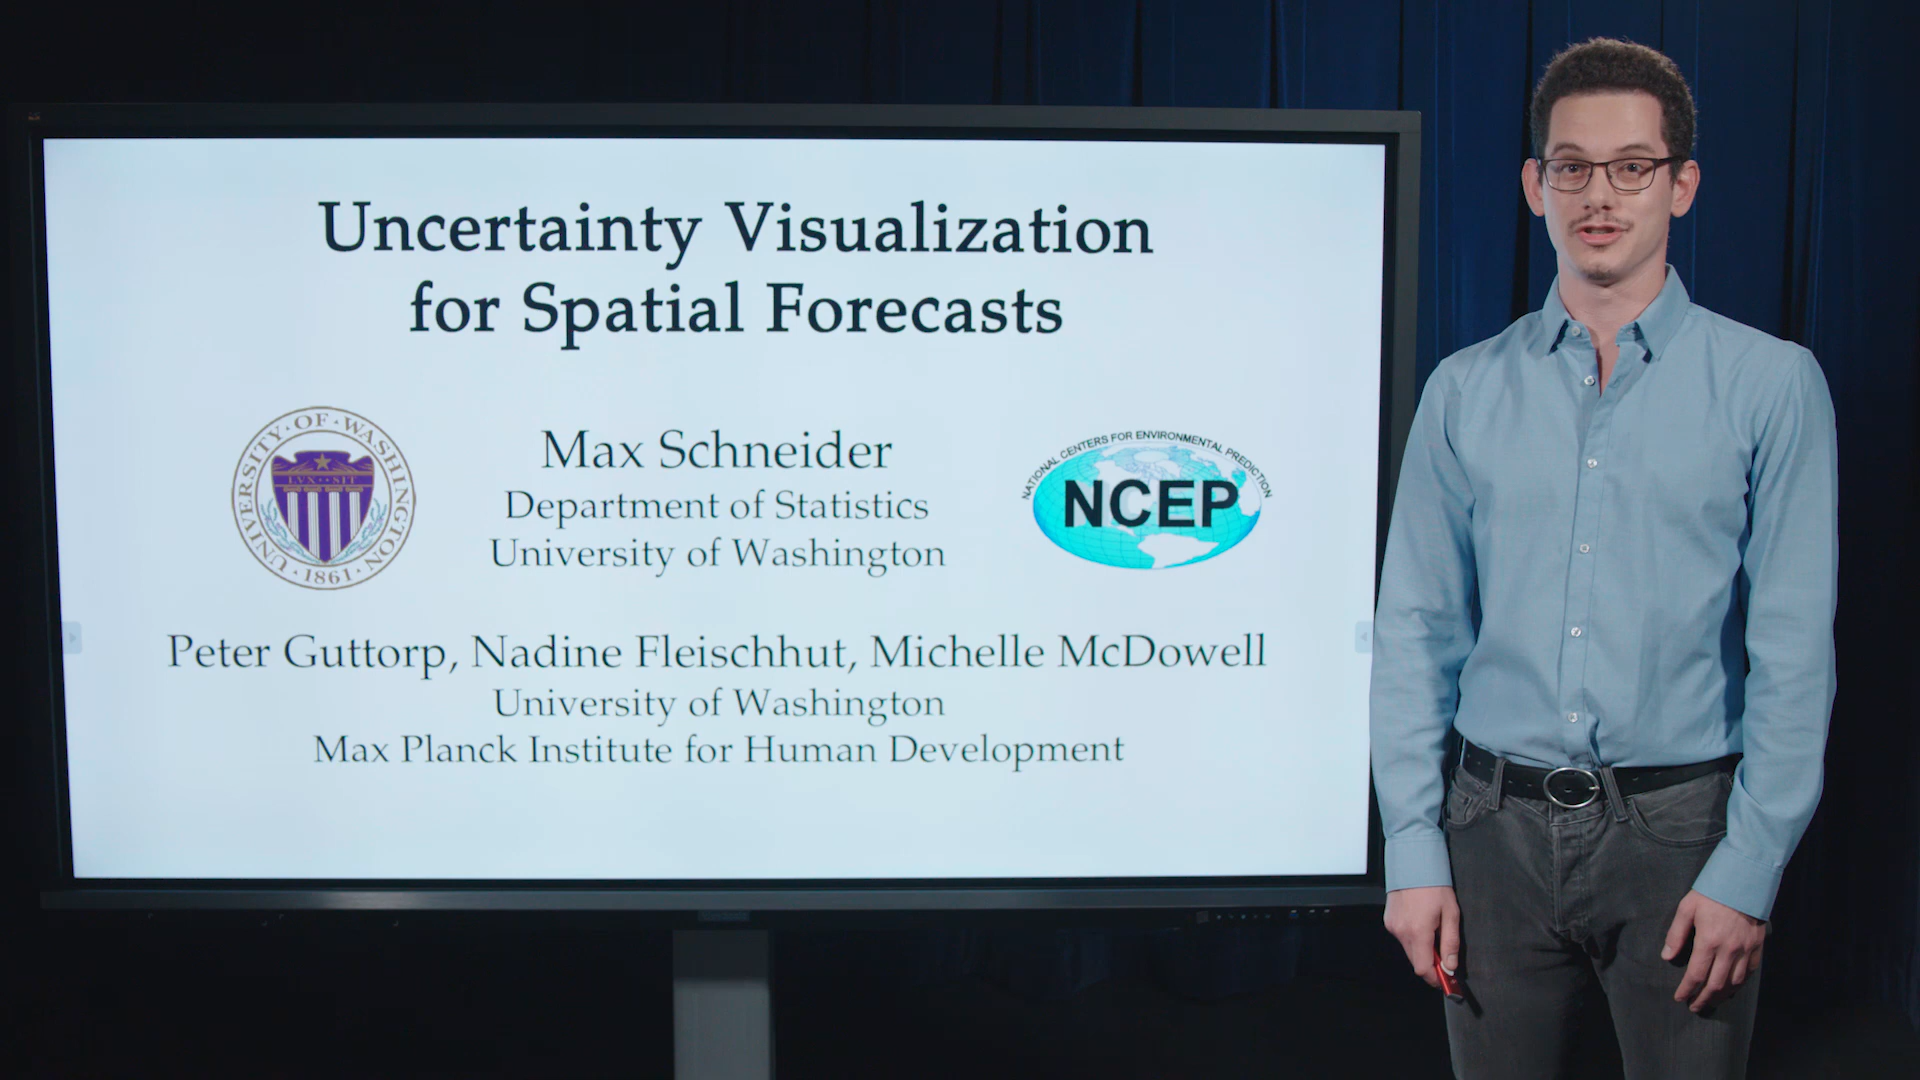 Uncertainty Visualization
for Spatial Forecasts
UNIVERSITY · OF · WASHINGTON
LVX SIT
· 1861 ·
Max Schneider
Department of Statistics
University of Washington
NATIONAL CENTERS FOR ENVIRONMENTAL PREDICTION
NCEP
Peter Guttorp, Nadine Fleischhut, Michelle McDowell
University of Washington
Max Planck Institute for Human Development